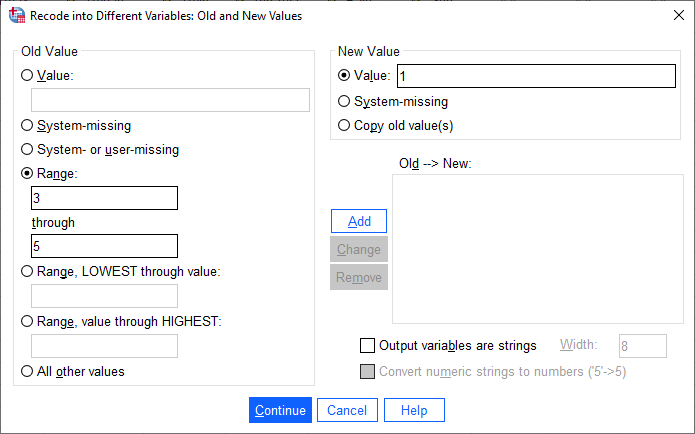 Recode into Different Variables: Old and New Values
Old Value
Value:
System-missing
System- or user-missing
Range:
3
through
5
Range, LOWEST through value:
Range, value through HIGHEST:
All other values
New Value
Value: 1
System-missing
Copy old value(s)
Old --> New:
Add
Change
Remove
Output variables are strings Width: 8
Convert numeric strings to numbers ('5'->5)
Continue Cancel Help